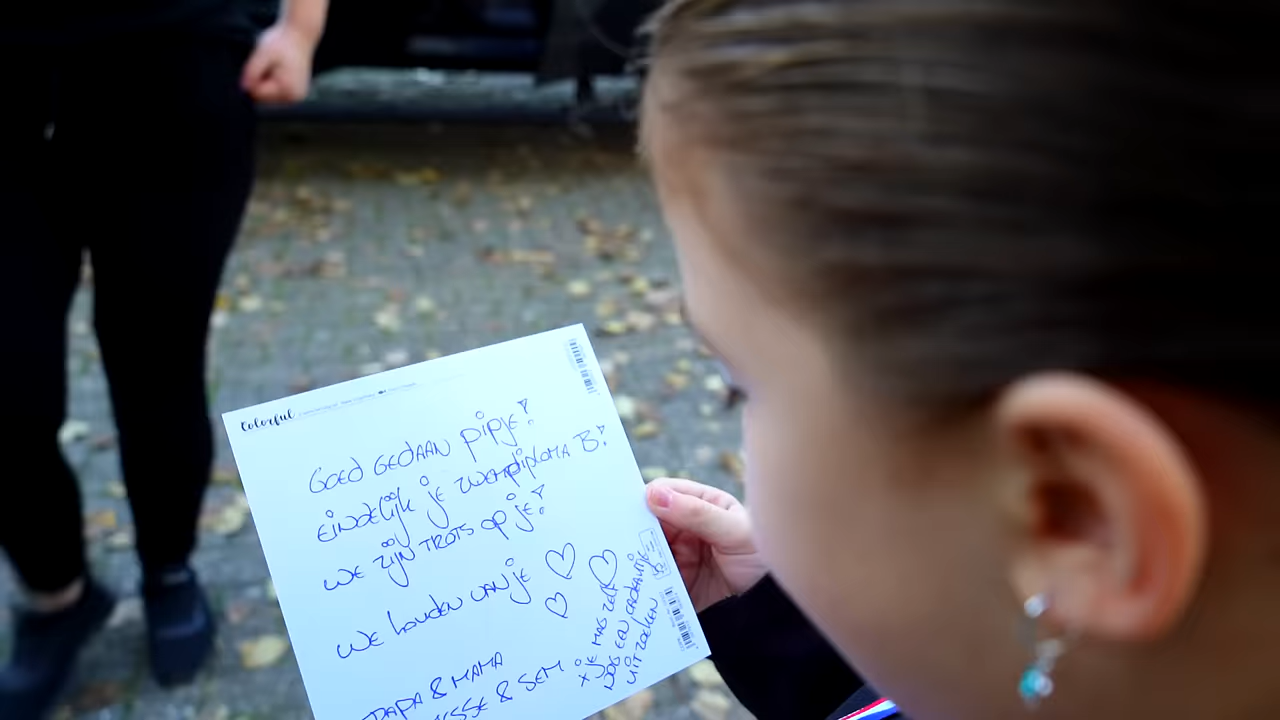 Colorful
GOED GEDAAN pipje!
EINDELijk je ZWEMdiploma B!
WE zijn TROTS op je!
WE houden van je
PAPA & MAMA
& SEM
x je MAG ZELF
NOG EEN cadeautje
uitzoeken